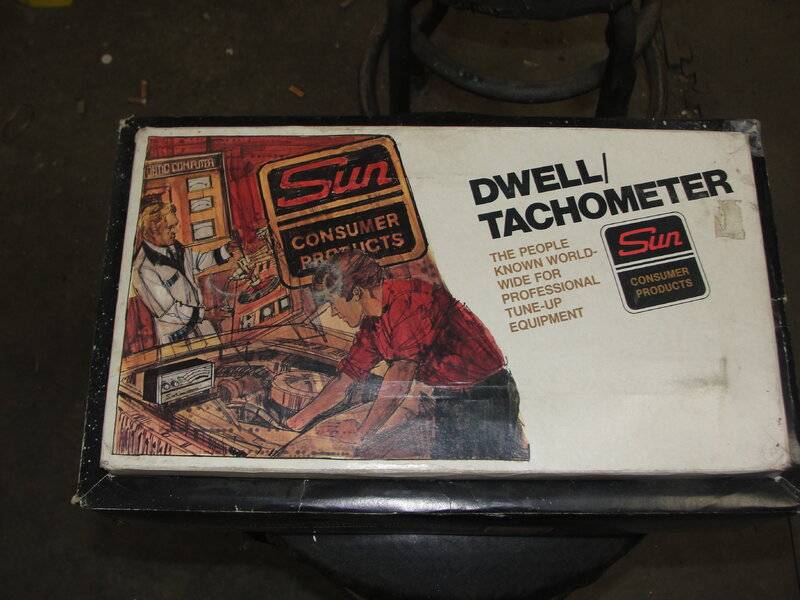 Sun
CONSUMER
PRODUCTS
DWELL/
TACHOMETER
THE PEOPLE
KNOWN WORLD-
WIDE FOR
PROFESSIONAL
TUNE-UP
EQUIPMENT
Sun
CONSUMER
PRODUCTS